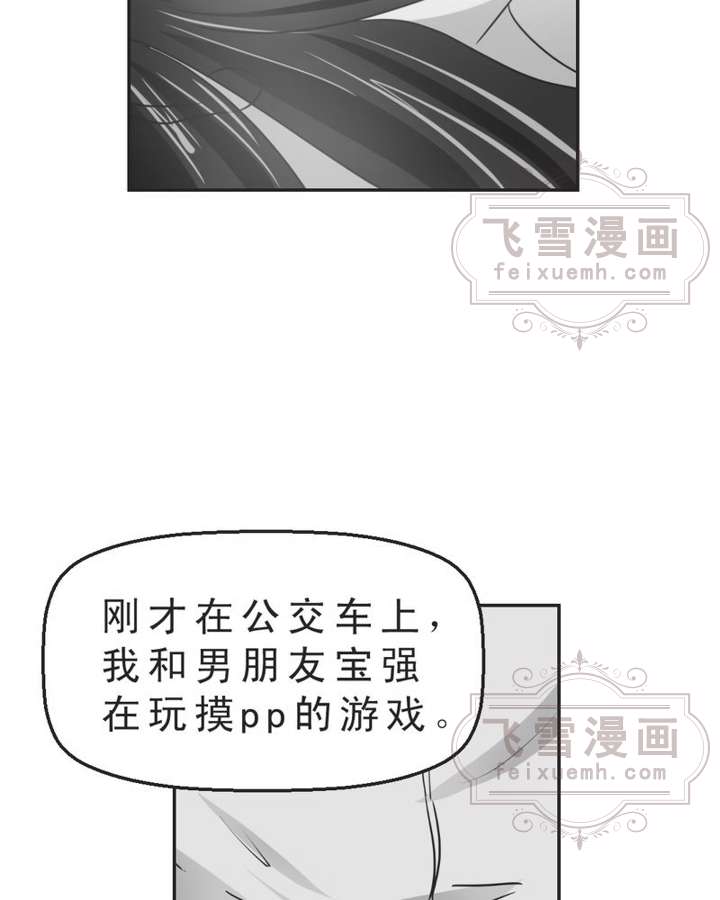 飞雪漫画
feixuemh.com
刚才在公交车上，
我和男朋友宝强
在玩摸pp的游戏。
飞雪漫画
feixuemh.com